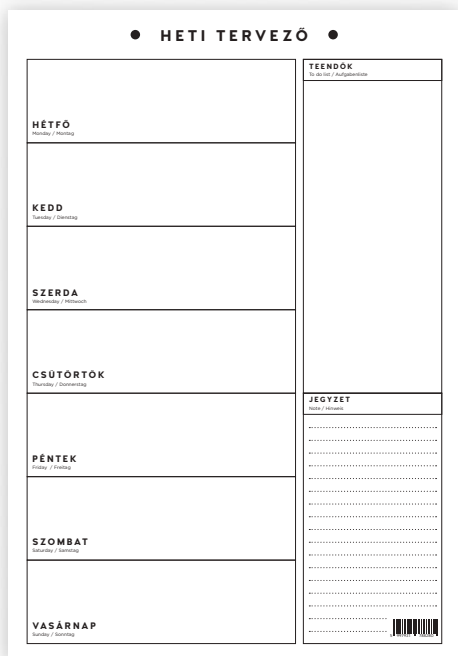 HETI TERVEZŐ
HÉTFŐ
Monday / Montag
KEDD
Tuesday / Dienstag
SZERDA
Wednesday / Mittwoch
CSÜTÖRTÖK
Thursday / Donnerstag
PÉNTEK
Friday / Freitag
SZOMBAT
Saturday / Samstag
VASÁRNAP
Sunday / Sonntag
TEENDŐK
To do list / Aufgabenliste
JEGYZET
Note / Hinweis